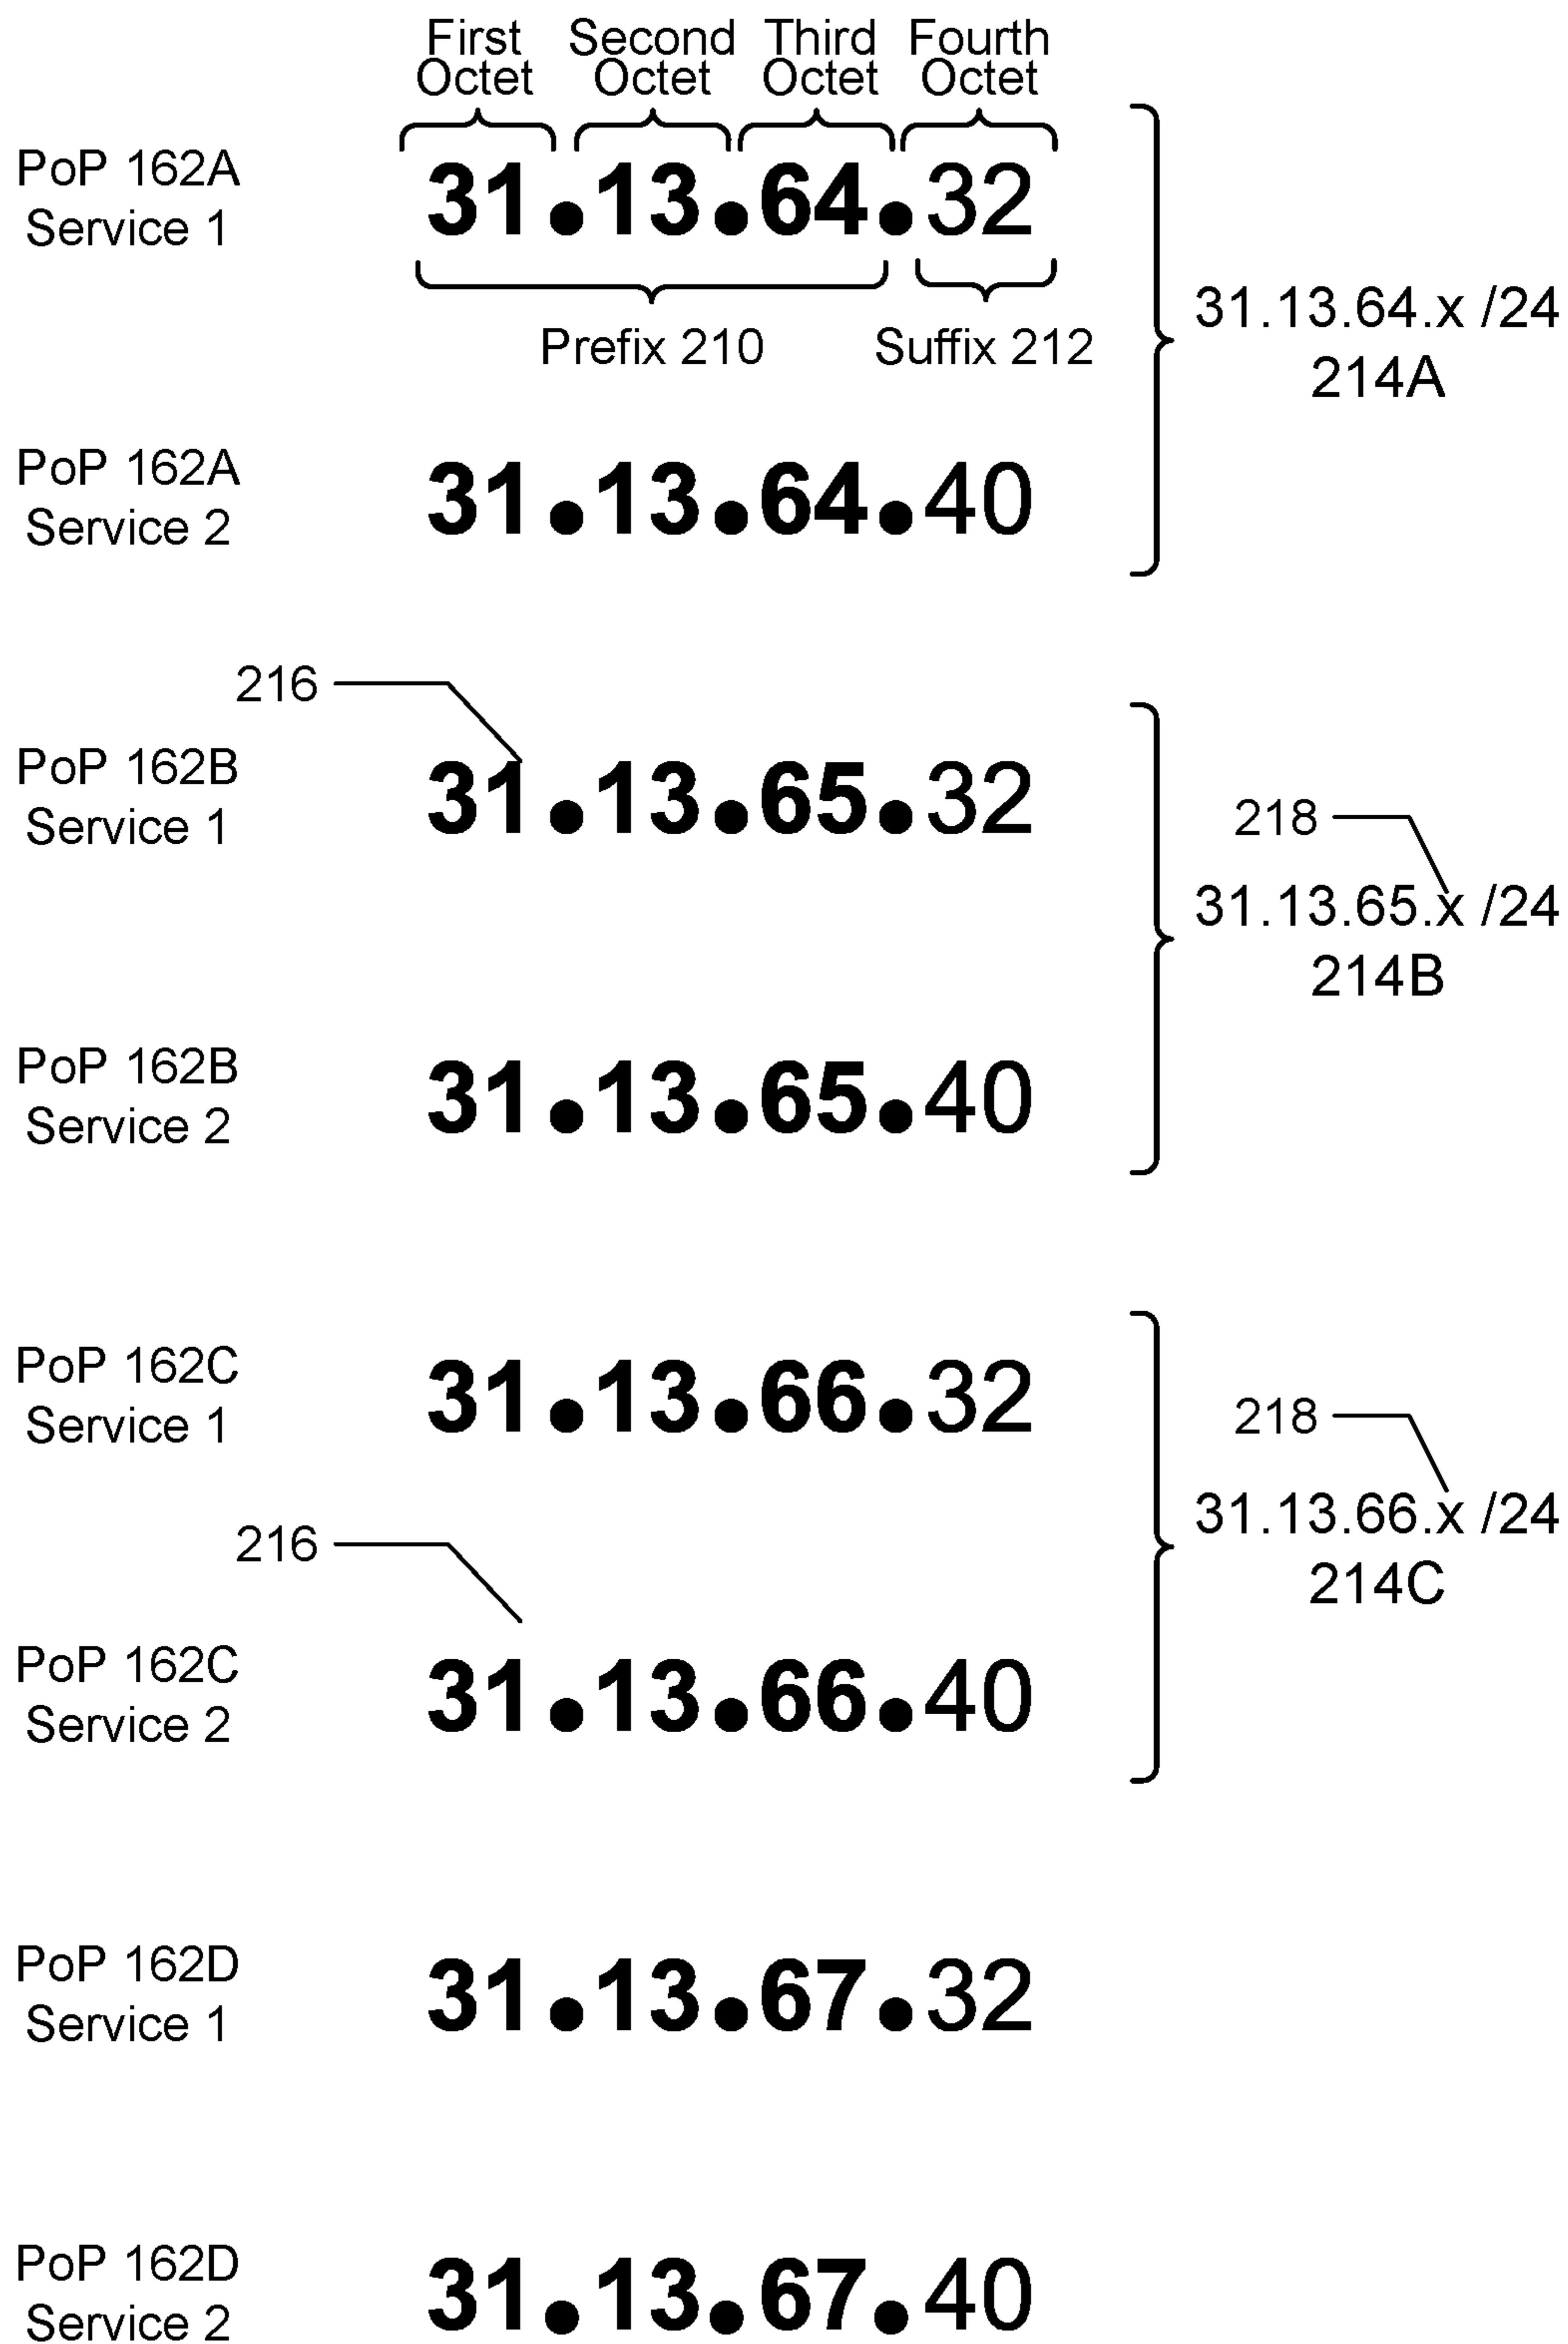 First Second Third Fourth
Octet Octet Octet Octet
PoP 162A
Service 1
31.13.64.32
Prefix 210
Suffix 212
31.13.64.x /24
214A
PoP 162A
Service 2
31.13.64.40
216
PoP 162B
Service 1
31.13.65.32
218
31.13.65.x /24
214B
PoP 162B
Service 2
31.13.65.40
PoP 162C
Service 1
31.13.66.32
218
31.13.66.x /24
214C
216
PoP 162C
Service 2
31.13.66.40
PoP 162D
Service 1
31.13.67.32
PoP 162D
Service 2
31.13.67.40